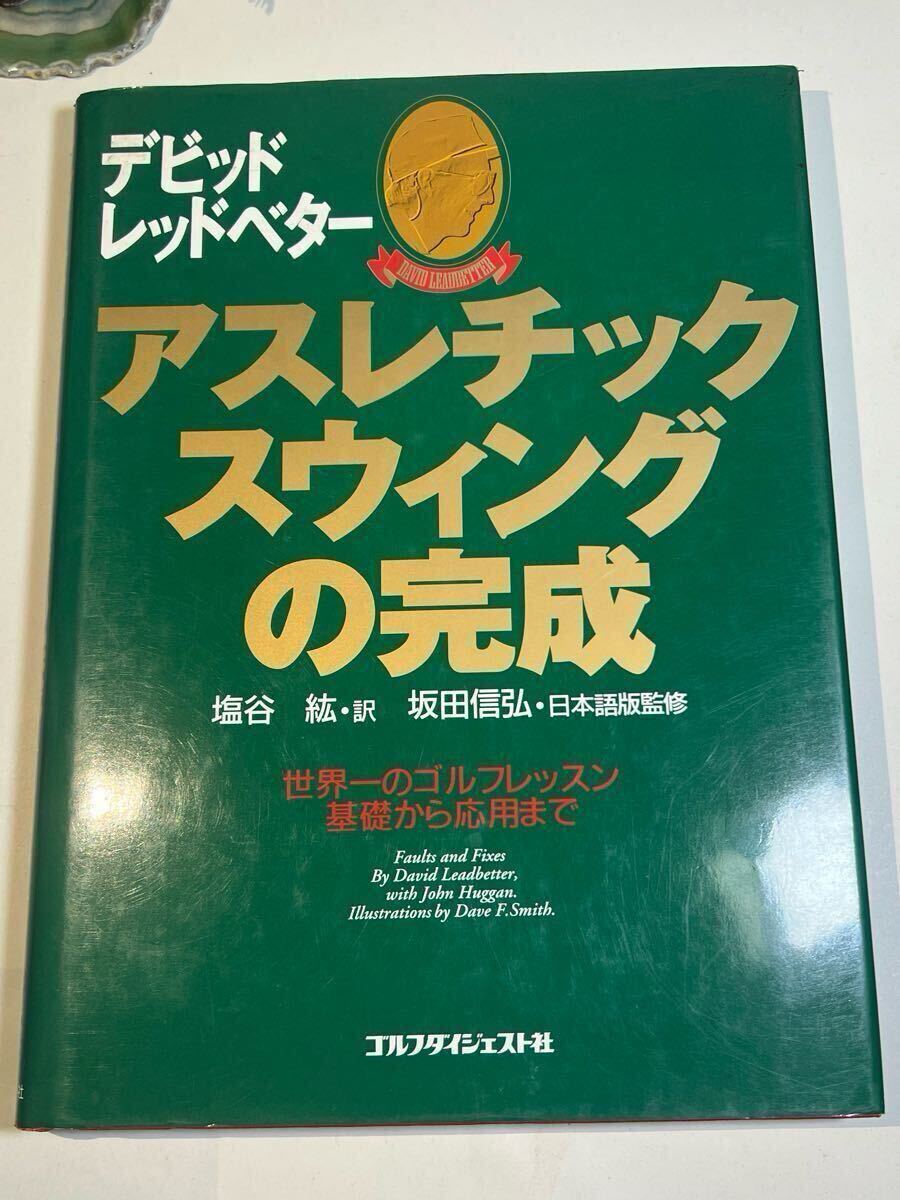 デビッド
レッドベター
DAVID LEADBETTER
アスレチック
スウィング
の完成
塩谷 紘・訳 坂田信弘・日本語版監修
世界一のゴルフレッスン
基礎から応用まで
Faults and Fixes
By David Leadbetter,
with John Huggan.
Illustrations by Dave F.Smith.
ゴルフダイジェスト社
社